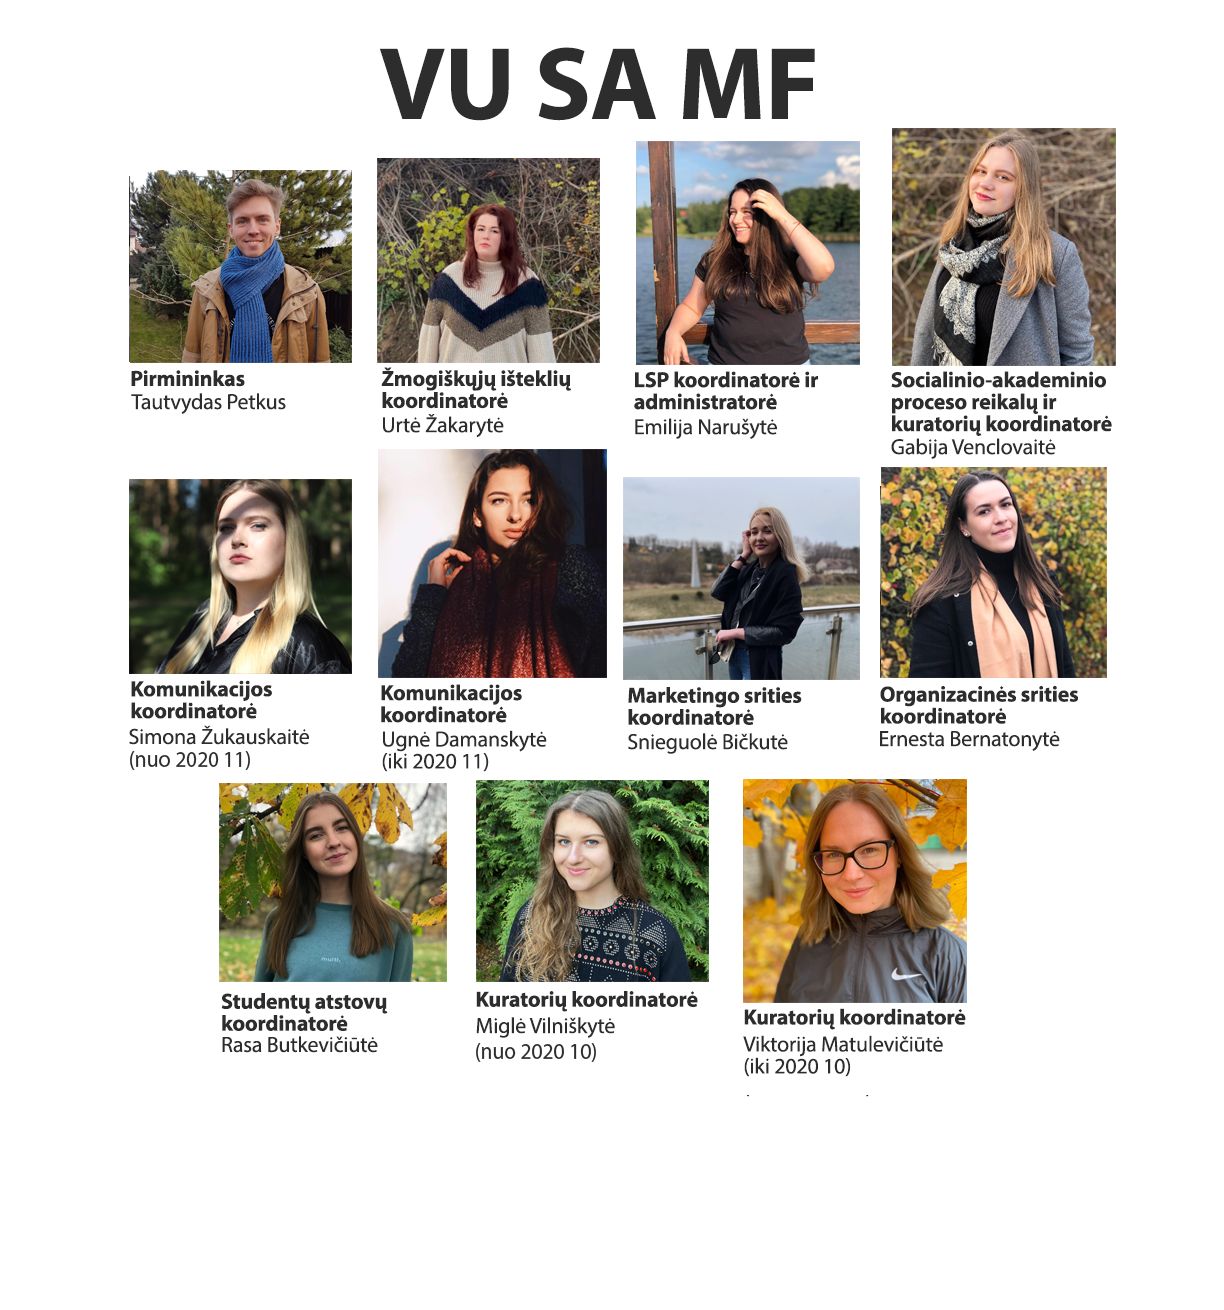 VU SA MF
Pirmininkas
Tautvydas Petkus
Žmogiškųjų išteklių
koordinatorė
Urtė Žakarytė
LSP koordinatorė ir
administratorė
Emilija Narušytė
Socialinio-akademinio
proceso reikalų ir
kuratorių koordinatorė
Gabija Venclovaitė
Komunikacijos
koordinatorė
Simona Žukauskaitė
(nuo 2020 11)
Komunikacijos
koordinatorė
Ugnė Damanskytė
(iki 2020 11)
Marketingo srities
koordinatorė
Snieguolė Bičkutė
Organizacinės srities
koordinatorė
Ernesta Bernatonytė
Studentų atstovų
koordinatorė
Rasa Butkevičiūtė
Kuratorių koordinatorė
Miglė Vilniškytė
(nuo 2020 10)
Kuratorių koordinatorė
Viktorija Matulevičiūtė
(iki 2020 10)